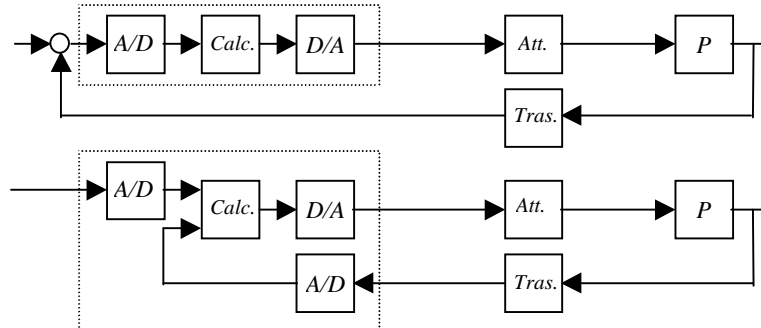 A/D Calc. D/A Att. P
Tras.
A/D
Calc. D/A Att. P
A/D Tras.